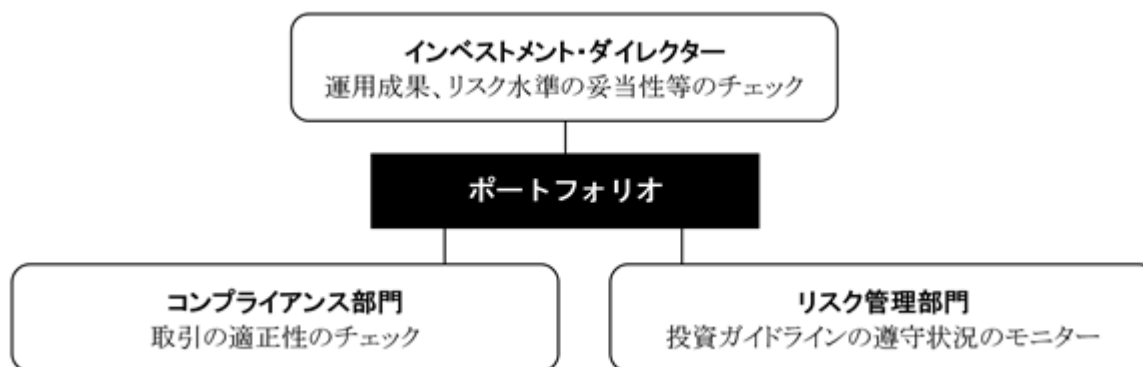 インベストメント・ダイレクター
運用成果、リスク水準の妥当性等のチェック
ポートフォリオ
コンプライアンス部門
取引の適正性のチェック
リスク管理部門
投資ガイドラインの遵守状況のモニター